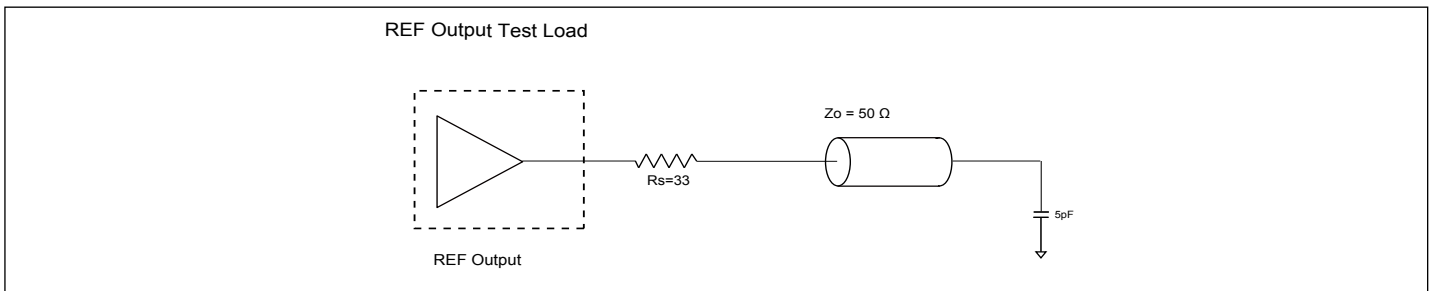 REF Output Test Load
Zo = 50 Ω
Rs=33
5pF
REF Output